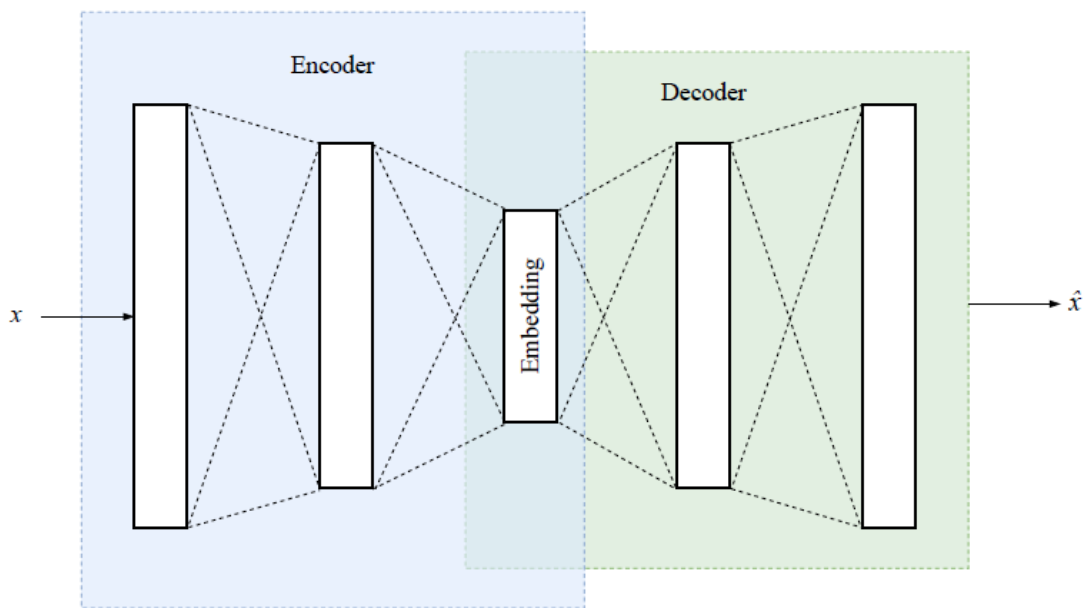 Encoder
Decoder
x
Embedding
x̂